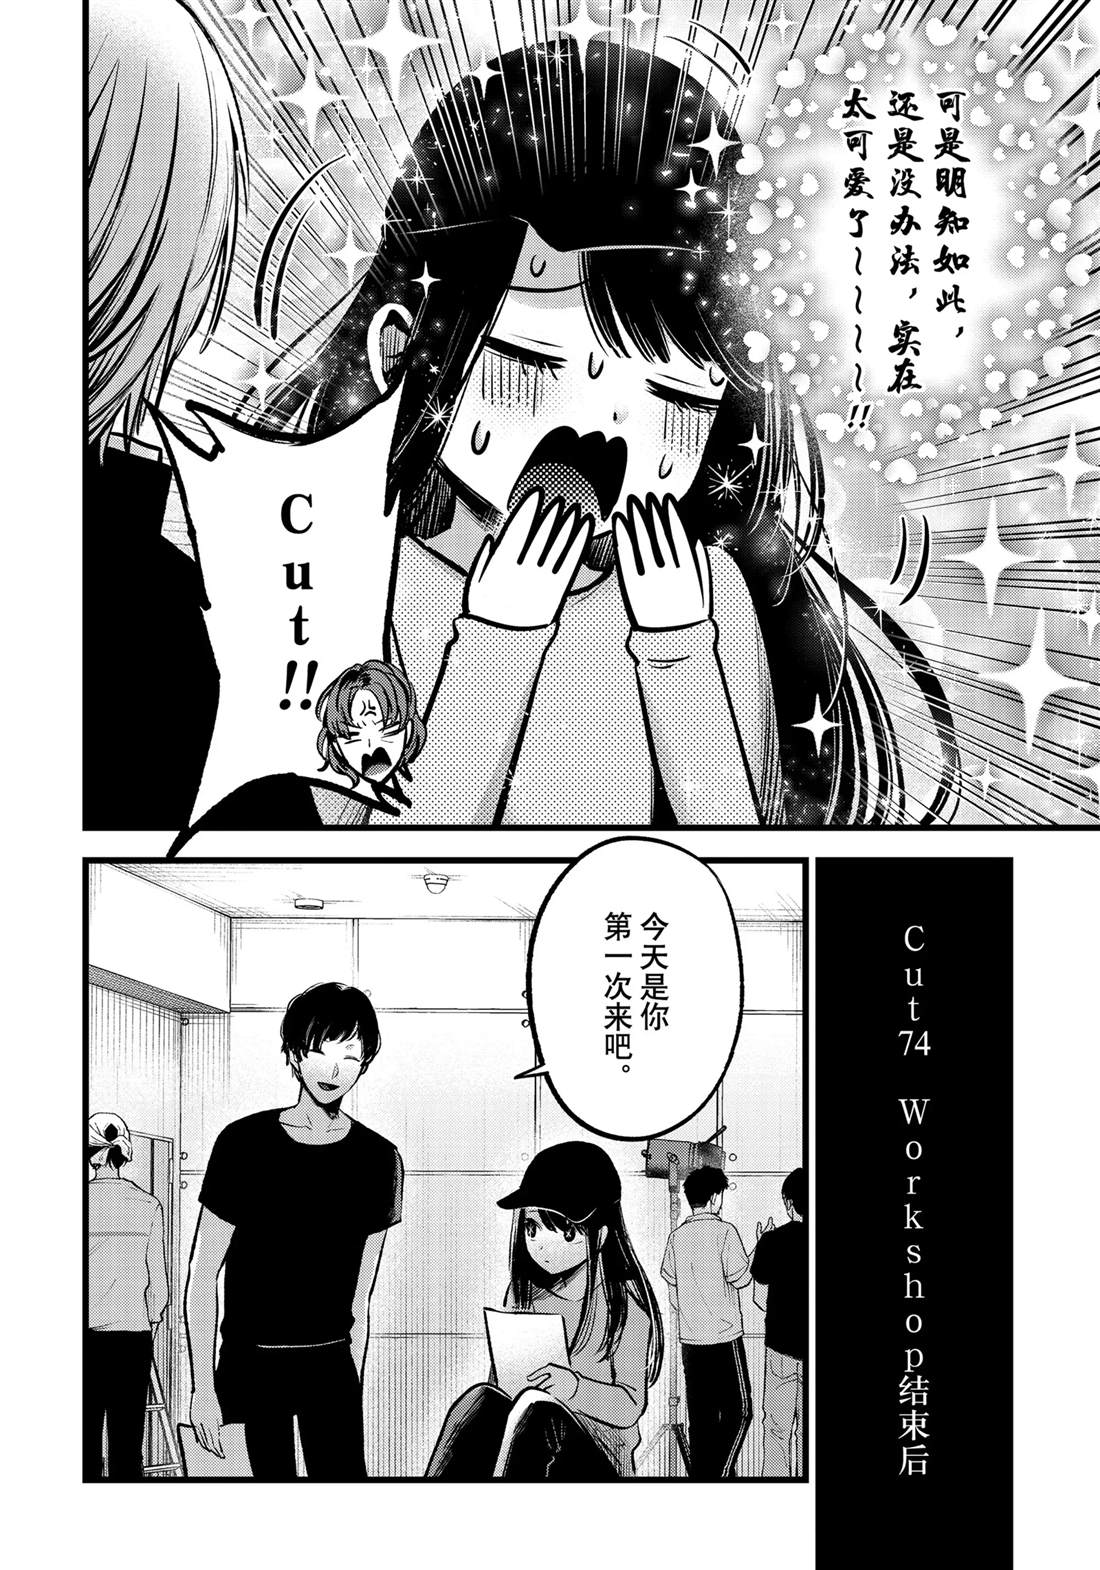 可是明知如此，
还是没办法，实在
太可爱了～～～～!!
Cut!!
Cut74 Workshop结束后
今天是你
第一次来吧。